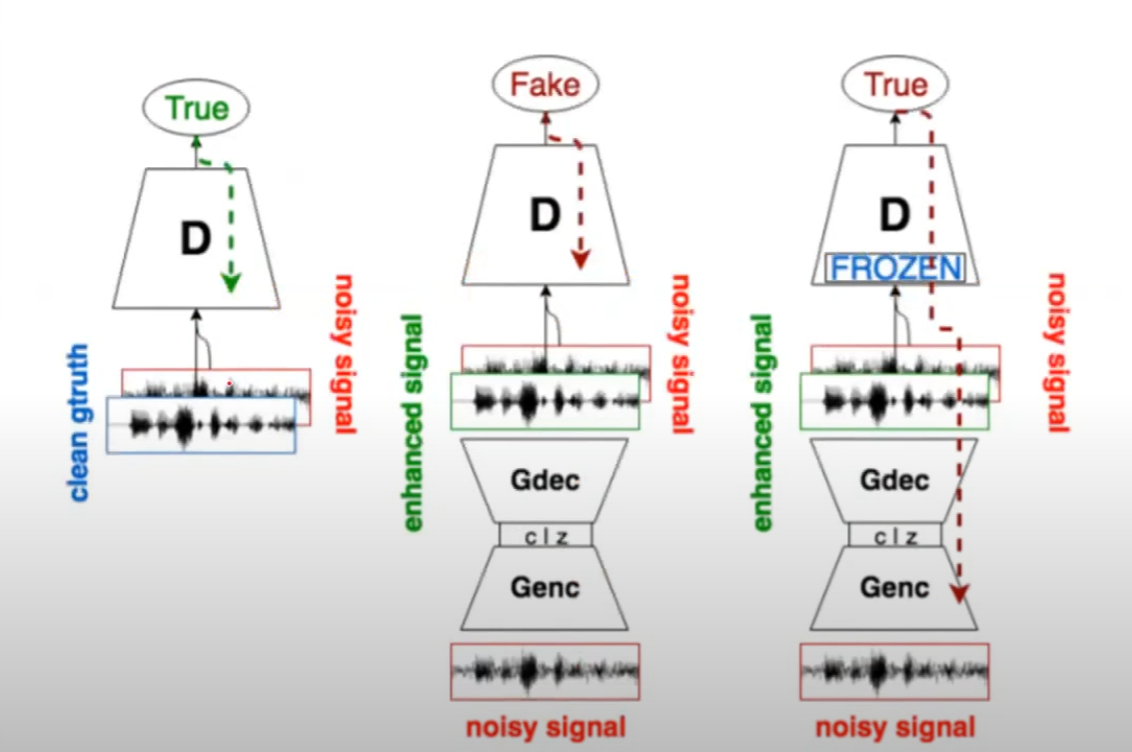 True
D
clean gtruth
noisy signal
Fake
D
enhanced signal
noisy signal
Gdec
c | z
Genc
noisy signal
True
D
FROZEN
enhanced signal
noisy signal
Gdec
c | z
Genc
noisy signal